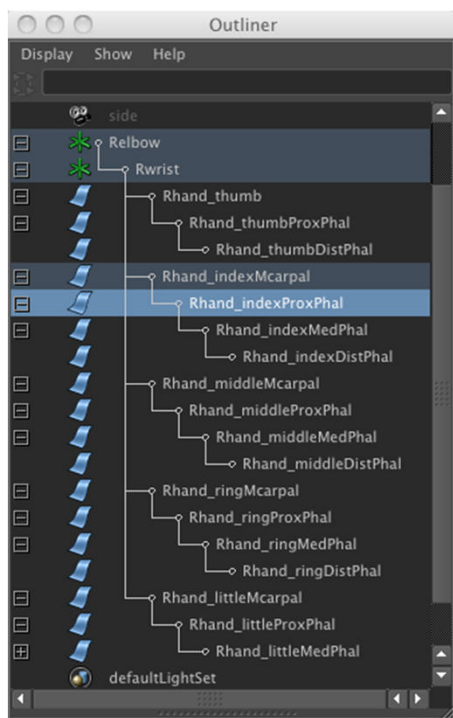 Outliner
Display Show Help
side
Relbow
Rwrist
Rhand_thumb
Rhand_thumbProxPhal
Rhand_thumbDistPhal
Rhand_indexMcarpal
Rhand_indexProxPhal
Rhand_indexMedPhal
Rhand_indexDistPhal
Rhand_middleMcarpal
Rhand_middleProxPhal
Rhand_middleMedPhal
Rhand_middleDistPhal
Rhand_ringMcarpal
Rhand_ringProxPhal
Rhand_ringMedPhal
Rhand_ringDistPhal
Rhand_littleMcarpal
Rhand_littleProxPhal
Rhand_littleMedPhal
defaultLightSet